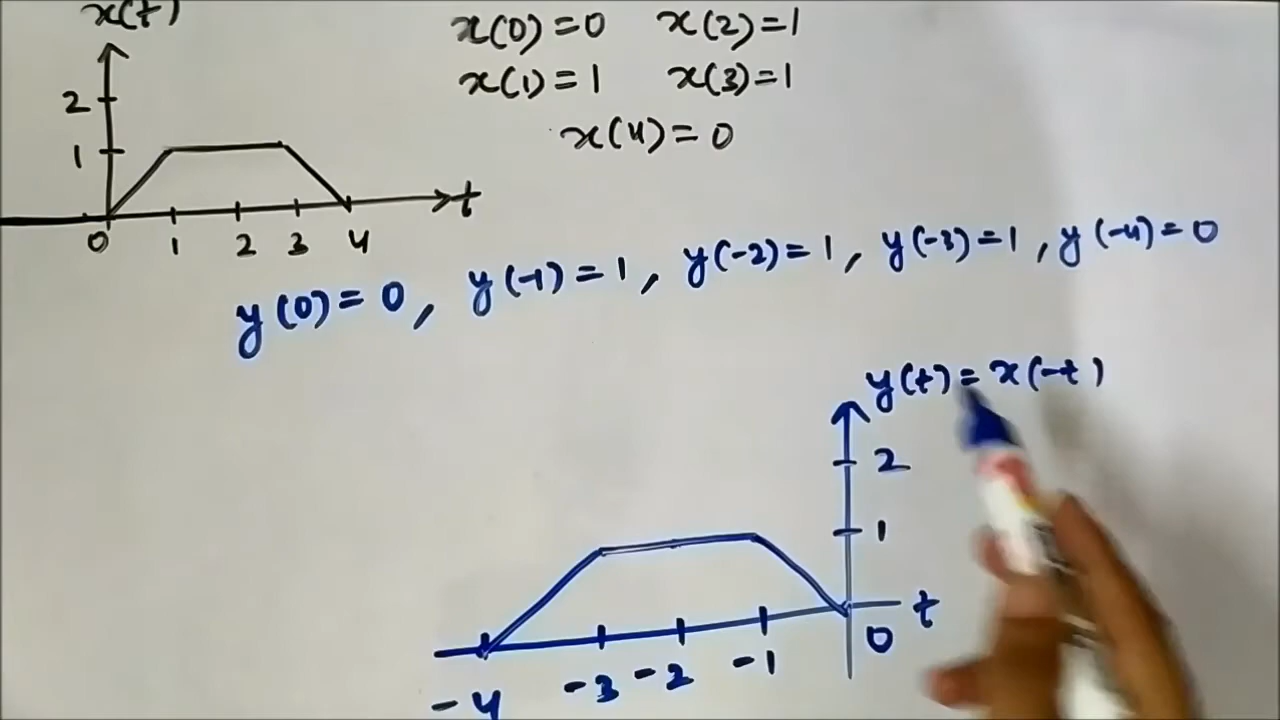 x(t)
x(0)=0 x(2)=1
x(1)=1 x(3)=1
x(4)=0
2
1
t
0 1 2 3 4
y(0)=0, y(-1)=1, y(-2)=1, y(-3)=1, y(-4)=0
y(t)=x(-t)
2
1
t
-4 -3 -2 -1 0